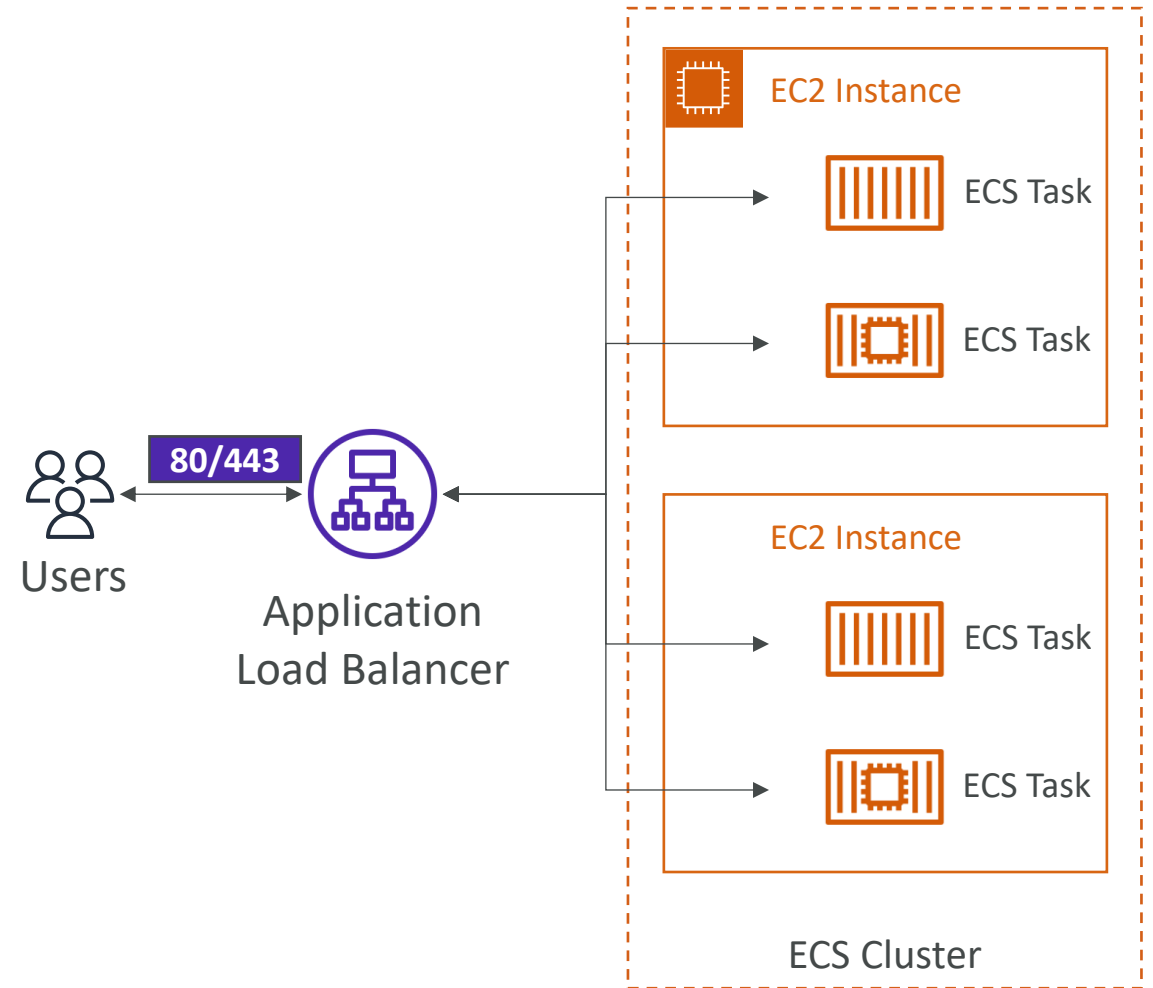 EC2 Instance
ECS Task
ECS Task
80/443
Users
Application
Load Balancer
EC2 Instance
ECS Task
ECS Task
ECS Cluster